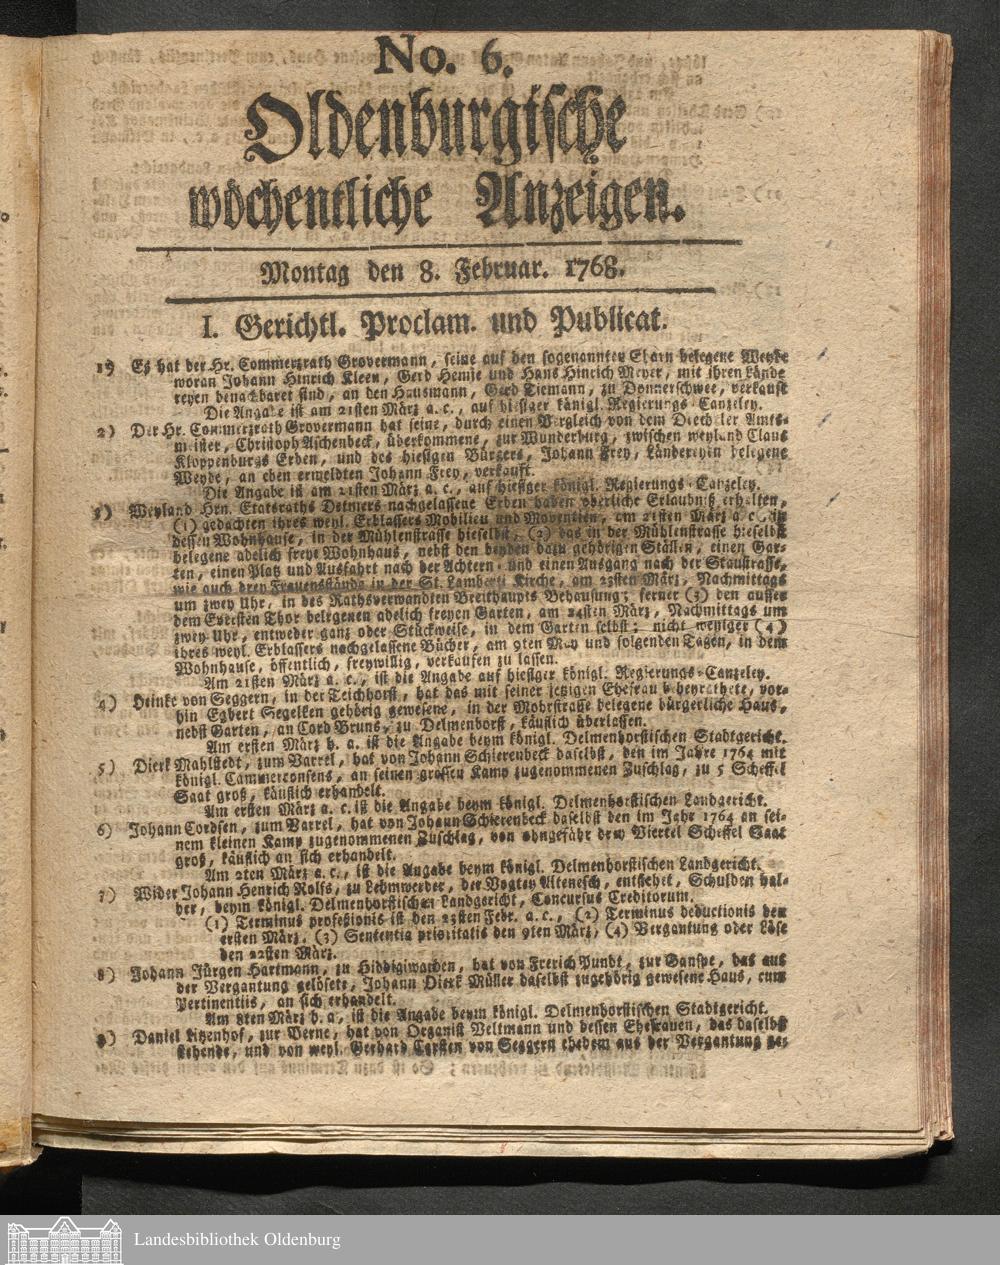 No. 6.
Oldenburgische
wöchentliche Anzeigen.
Montag den 8. Februar. 1768.
I. Gerichtl. Proclam. und Publicat.
1) Es hat der Hr. Commerzrath Grovermann, seine auf den sogenannten Eharn belegene Weyde
woran Johann Hinrich Kleen, Gerd Hemje und Hans Hinrich Meyer, mit ihren Lände
reyen benachbaret sind, an den Hausmann, Gerd Tiemann, zu Donnerschwee, verkauft
Die Angabe ist am 21sten März a. c., auf hiesiger königl. Regierungs-Canzeley.
2) Der Hr. Commerzrath Grovermann hat seine, durch einen Vergleich von dem Amts-
meister, Christoph Aschenbeck, überkommene, zur Wunderburg, zwischen weyland Claus
Kloppenburgs Erben, und des hiesigen Bürgers, Johann Frey, Ländereyen belegene
Weyde, an eben ermeldten Johann Frey, verkauft.
Die Angabe ist am 21sten März a. c., auf hiesiger königl. Regierungs-Canzeley.
3) Weyland Hrn. Etatsraths Detmers nachgelassene Erben haben oberliche Erlaubniß erhalten,
(1) gedachten ihres weyl. Erblassers Mobilien und Moventien, am 21sten März a. c. in
dessen Wohnhause, in der Mühlenstrasse hieselbst, (2) das in der Mühlenstrasse hieselbst
belegene adelich freye Wohnhaus, nebst den beyden dazu gehörigen Ställen, einen Gar-
ten, einen Platz und Ausfahrt nach der Achtern- und einen Ausgang nach der Staustrasse,
wie auch drey Frauensstände in der St. Lamberti Kirche, am 23sten März, Nachmittags
um zwey Uhr, in des Rathsverwandten Breithaupts Behausung; ferner (3) den aussen
dem Eversten Thor belegenen adelich freyen Garten, am 24sten März, Nachmittags um
zwey Uhr, entweder ganz oder Stückweise, in dem Garten selbst; nicht weniger (4)
ihres weyl. Erblassers nachgelassene Bücher, am 9ten May und folgenden Tagen, in dem
Wohnhause, öffentlich, freywillig, verkaufen zu lassen.
Am 21sten März a. c., ist die Angabe auf hiesiger königl. Regierungs-Canzeley.
4) Heinke von Seggern, in der Teichhorst, hat das mit seiner jetzigen Ehefrau beheyrathete, vor-
hin Egbert Segelken gehörig gewesene, in der Mohrstrasse belegene bürgerliche Haus,
nebst Garten, an Cord Bruns, zu Delmenhorst, käuflich überlassen.
Am ersten März h. a. ist die Angabe beym königl. Delmenhorstischen Stadtgericht.
5) Dierk Mahlstedt, zum Varrel, hat von Johann Schierenbeck daselbst, den im Jahre 1764 mit
königl. Cammerconsens, an seinen grossen Kamp zugenommenen Zuschlag, zu 5 Scheffel
Saat groß, käuflich erhandelt.
Am ersten März a. c. ist die Angabe beym königl. Delmenhorstischen Landgericht.
6) Johann Cordsen, zum Varrel, hat von Johann Schierenbeck daselbst den im Jahr 1764 an sei-
nem kleinen Kamp zugenommenen Zuschlag, von ohngefähr drey Viertel Scheffel Saat
groß, käuflich an sich erhandelt.
Am 2ten März a. c., ist die Angabe beym königl. Delmenhorstischen Landgericht.
7) Wider Johann Henrich Rolfs, zu Lehmwerder, der Vogtey Altenesch, entstehet, Schulden hal-
ber, beym königl. Delmenhorstischen Landgericht, Concursus Creditorum.
(1) Terminus profeßionis ist den 23sten Febr. a. c., (2) Terminus deductionis den
ersten März, (3) Sententia prioritatis den 9ten März, (4) Vergantung oder Löse
den 22sten März.
8) Johann Jürgen Hartmann, zu Hiddigwarden, hat von Frerich Pundt, zur Ganspe, das aus
der Vergantung gelösete, Johann Dierk Müller daselbst zugehörig gewesene Haus, cum
Pertinentiis, an sich erhandelt.
Am 8ten März h. a., ist die Angabe beym königl. Delmenhorstischen Stadtgericht.
9) Daniel Litzenhof, zur Berne, hat von Organist Veltmann und dessen Ehefrauen, das daselbst
stehende, und von weyl. Gerhard Carsten von Seggern ehedem aus der Vergantung ge-
Landesbibliothek Oldenburg